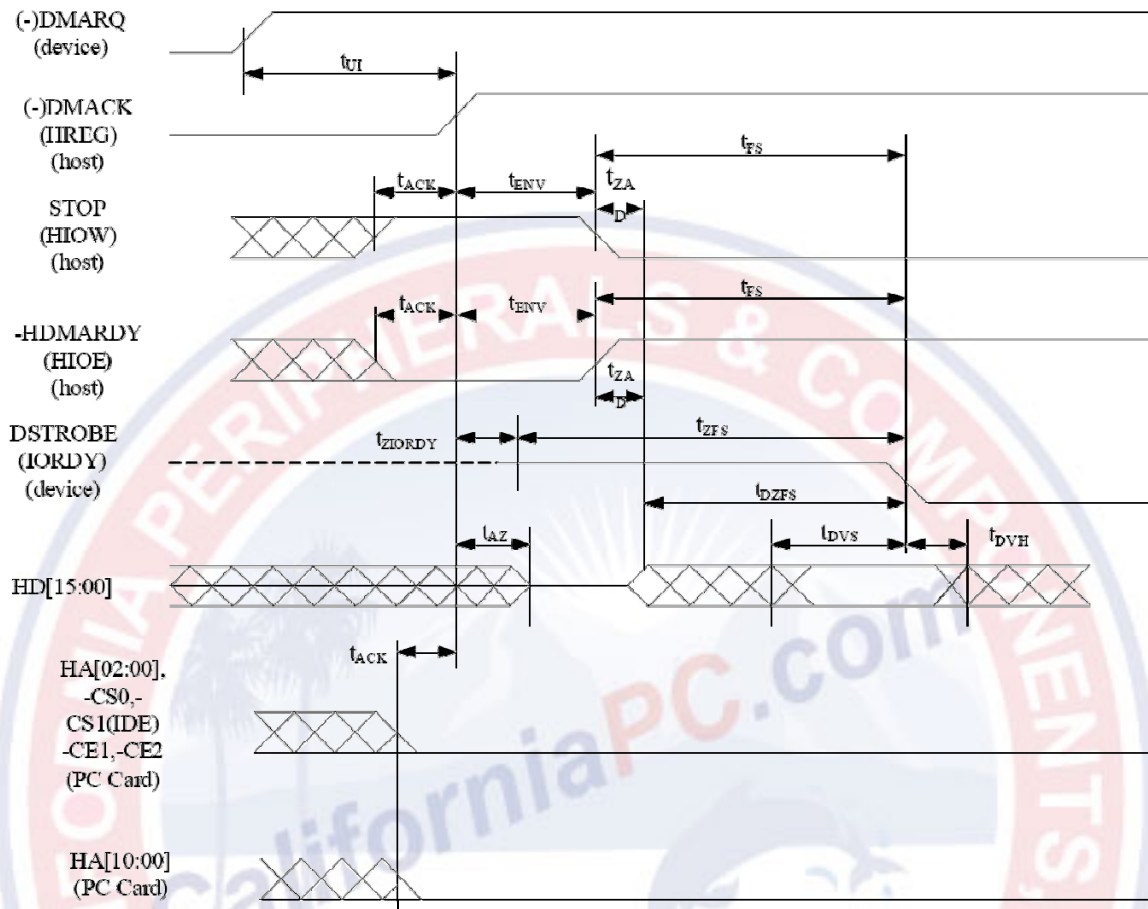 (-)DMARQ
(device)
tUI
(-)DMACK
(HREG)
(host)
tFS
tACK
tENV
tZA
D
STOP
(HIOW)
(host)
tFS
tACK
tENV
-HDMARDY
(HIOE)
(host)
tZA
D
DSTROBE
(IORDY)
(device)
tZIORDY
tZFS
tDZFS
tAZ
tDVS
tDVH
HD[15:00]
tACK
HA[02:00],
-CS0,-
CS1(IDE)
-CE1,-CE2
(PC Card)
HA[10:00]
(PC Card)
PERIPHERALS & COMPONENTS,
CaliforniaPC.com